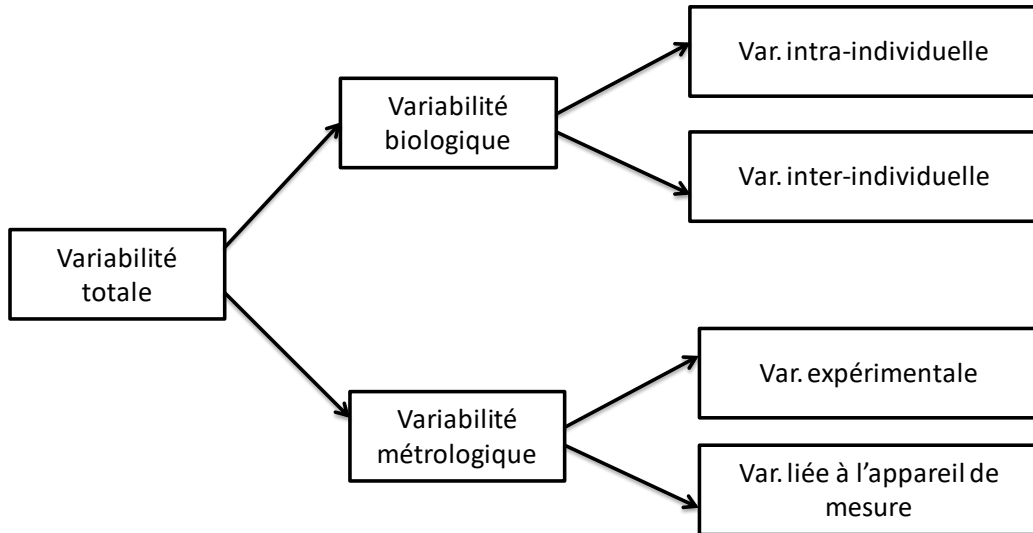 Var. intra-individuelle
Variabilité
biologique
Var. inter-individuelle
Variabilité
totale
Var. expérimentale
Variabilité
métrologique
Var. liée à l’appareil de
mesure